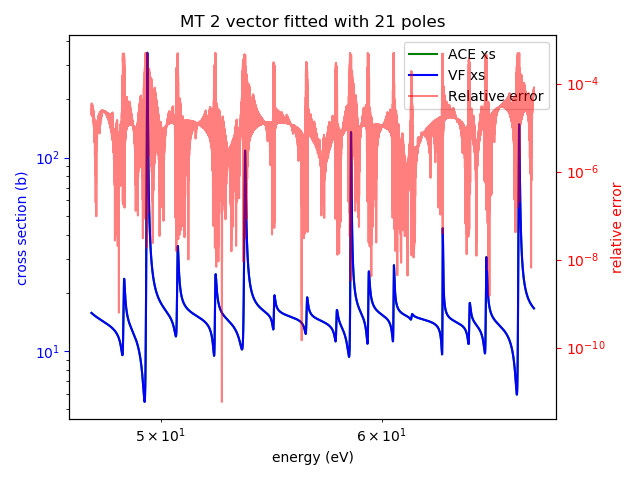 MT 2 vector fitted with 21 poles
ACE xs
VF xs
Relative error
cross section (b)
10²
10¹
10⁻⁴
10⁻⁶
10⁻⁸
10⁻¹⁰
relative error
5 × 10¹
6 × 10¹
energy (eV)